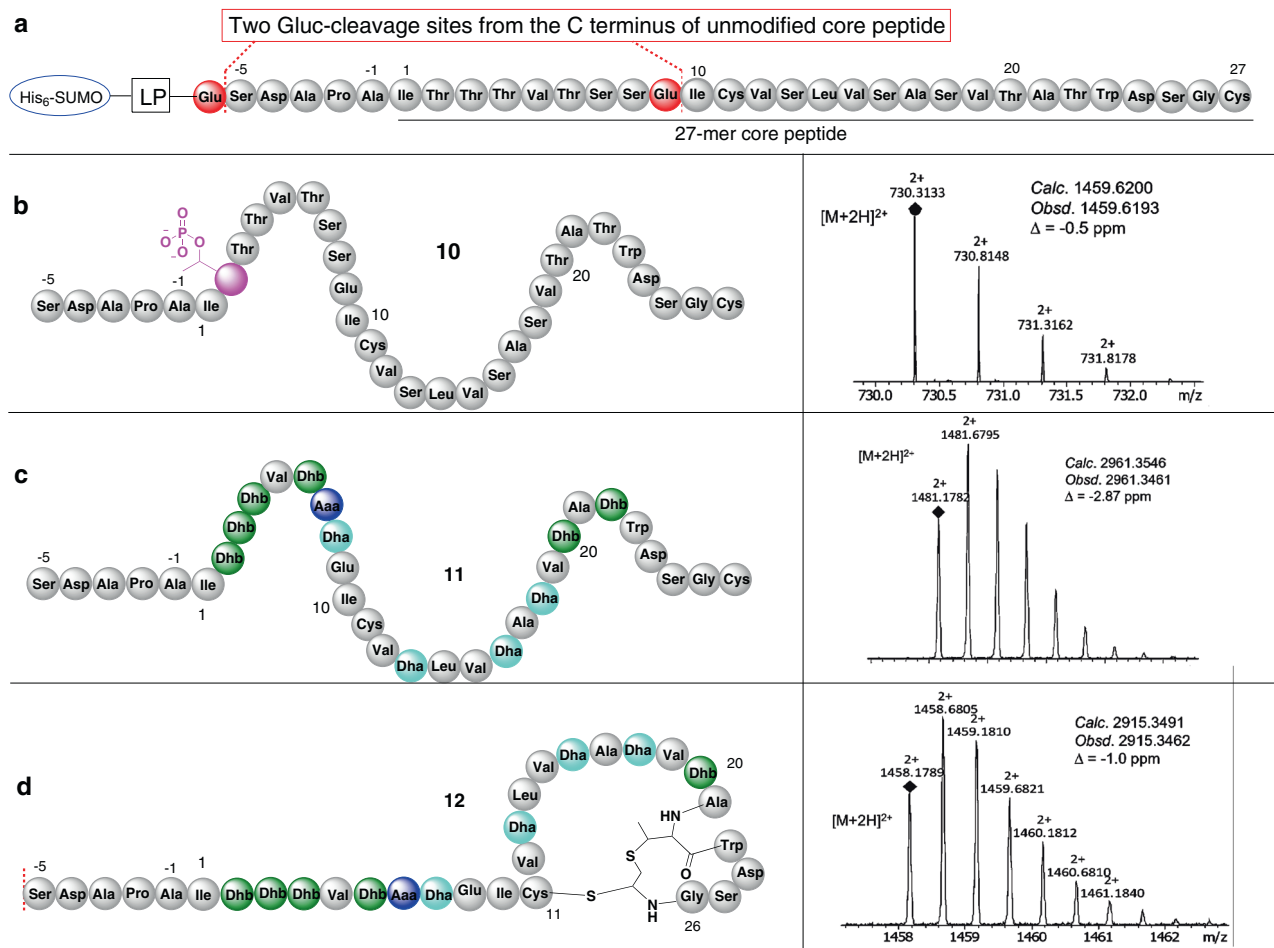 a
Two Gluc-cleavage sites from the C terminus of unmodified core peptide
-5 -1 1 10 20 27
His6-SUMO LP Glu Ser Asp Ala Pro Ala Ile Thr Thr Thr Val Thr Ser Ser Glu Ile Cys Val Ser Leu Val Ser Ala Ser Val Thr Ala Thr Trp Asp Ser Gly Cys
27-mer core peptide
b
10
-5 -1 1 10 20
O P O O− O−
Ser Asp Ala Pro Ala Ile Thr Thr Val Thr Ser Ser Glu Ile Cys Val Ser Leu Val Ser Ala Ser Val Thr Ala Thr Trp Asp Ser Gly Cys
[M+2H]2+
2+
730.3133
2+
730.8148
2+
731.3162
2+
731.8178
Calc. 1459.6200
Obsd. 1459.6193
Δ = -0.5 ppm
730.0 730.5 731.0 731.5 732.0 m/z
c
11
-5 -1 1 10 20
Ser Asp Ala Pro Ala Ile Dhb Dhb Dhb Val Dhb Aaa Dha Glu Ile Cys Val Dha Leu Val Dha Ala Dha Val Dhb Ala Dhb Trp Asp Ser Gly Cys
[M+2H]2+
2+
1481.1782
2+
1481.6795
Calc. 2961.3546
Obsd. 2961.3461
Δ = -2.87 ppm
d
12
-5 -1 1 11 20 26
Ser Asp Ala Pro Ala Ile Dhb Dhb Dhb Val Dhb Aaa Dha Glu Ile Cys Val Dha Leu Val Dha Ala Dha Val Dhb Ala Trp Asp Ser Gly
HN S O S N H
[M+2H]2+
2+
1458.1789
2+
1458.6805
2+
1459.1810
2+
1459.6821
2+
1460.1812
2+
1460.6810
2+
1461.1840
Calc. 2915.3491
Obsd. 2915.3462
Δ = -1.0 ppm
1458 1459 1460 1461 1462 m/z